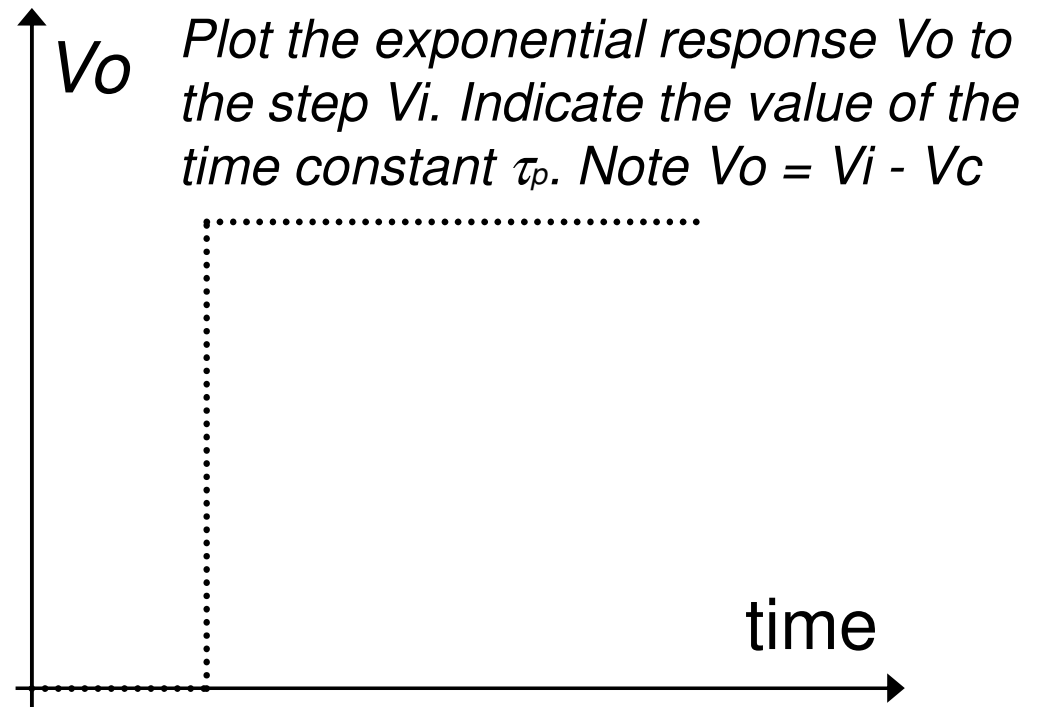 Vo
Plot the exponential response Vo to
the step Vi. Indicate the value of the
time constant τp. Note Vo = Vi - Vc
time